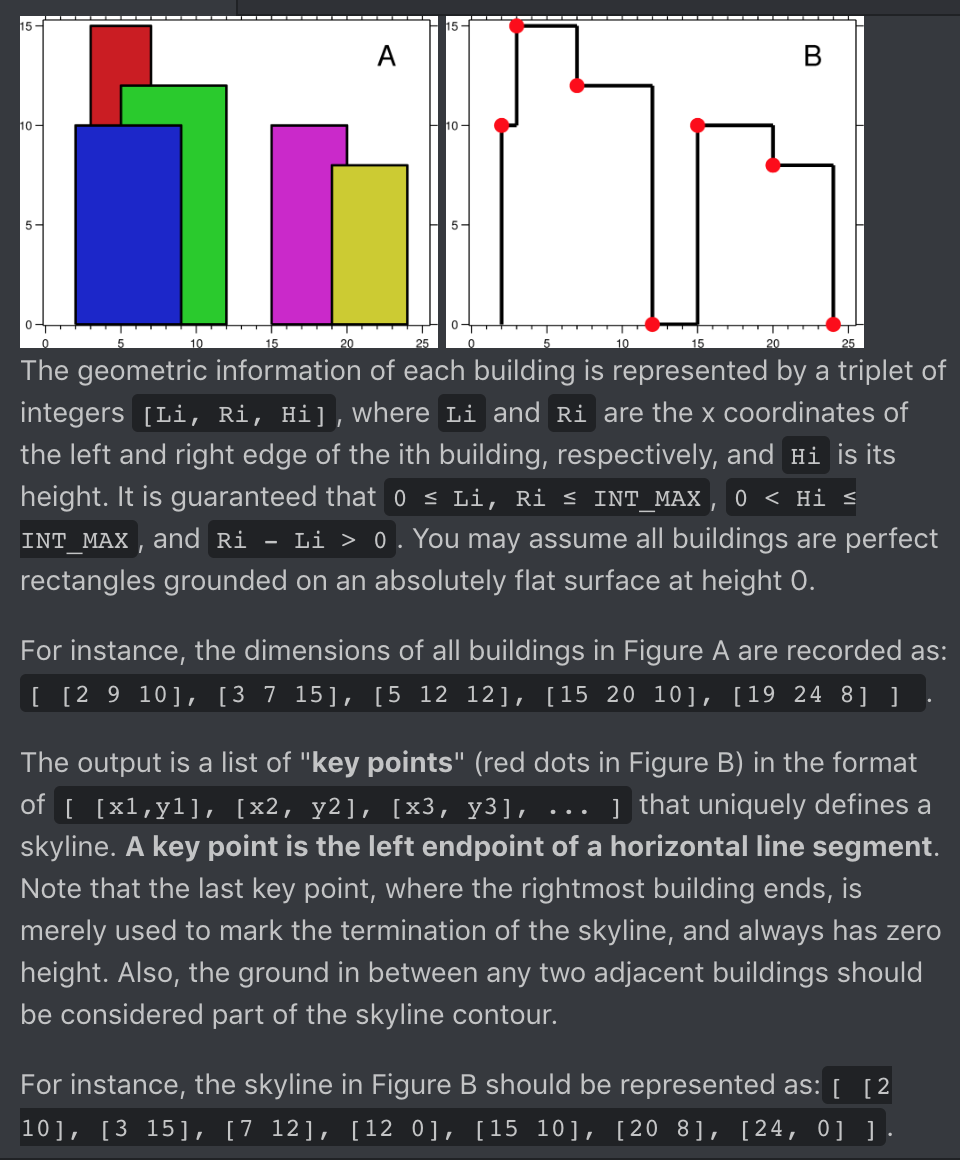 15 A 15 B
10 10
5 5
0 0
0 5 10 15 20 25 0 5 10 15 20 25
The geometric information of each building is represented by a triplet of
integers [Li, Ri, Hi], where Li and Ri are the x coordinates of
the left and right edge of the ith building, respectively, and Hi is its
height. It is guaranteed that 0 ≤ Li, Ri ≤ INT_MAX, 0 < Hi ≤
INT_MAX, and Ri - Li > 0. You may assume all buildings are perfect
rectangles grounded on an absolutely flat surface at height 0.
For instance, the dimensions of all buildings in Figure A are recorded as:
[ [2 9 10], [3 7 15], [5 12 12], [15 20 10], [19 24 8] ] .
The output is a list of "key points" (red dots in Figure B) in the format
of [ [x1,y1], [x2, y2], [x3, y3], ... ] that uniquely defines a
skyline. A key point is the left endpoint of a horizontal line segment.
Note that the last key point, where the rightmost building ends, is
merely used to mark the termination of the skyline, and always has zero
height. Also, the ground in between any two adjacent buildings should
be considered part of the skyline contour.
For instance, the skyline in Figure B should be represented as:[ [2
10], [3 15], [7 12], [12 0], [15 10], [20 8], [24, 0] ].